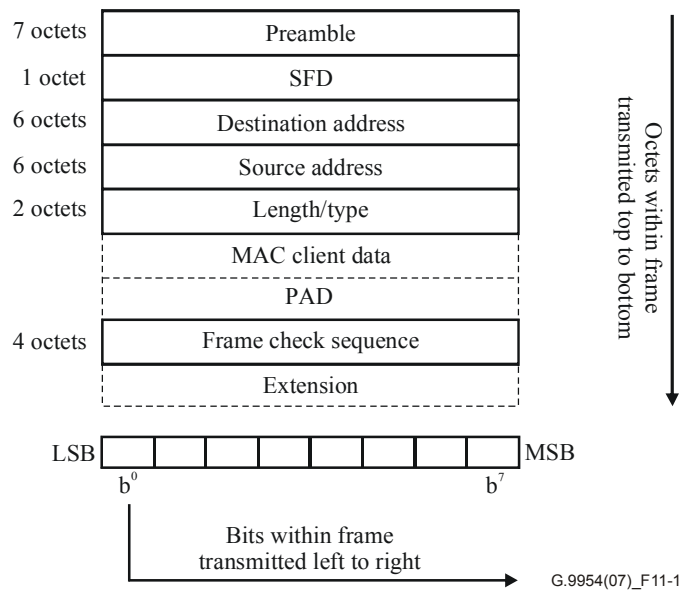 7 octets Preamble
1 octet SFD
6 octets Destination address
6 octets Source address
2 octets Length/type
MAC client data
PAD
4 octets Frame check sequence
Extension
Octets within frame
transmitted top to bottom
LSB MSB
b⁰ b⁷
Bits within frame
transmitted left to right
G.9954(07)_F11-1